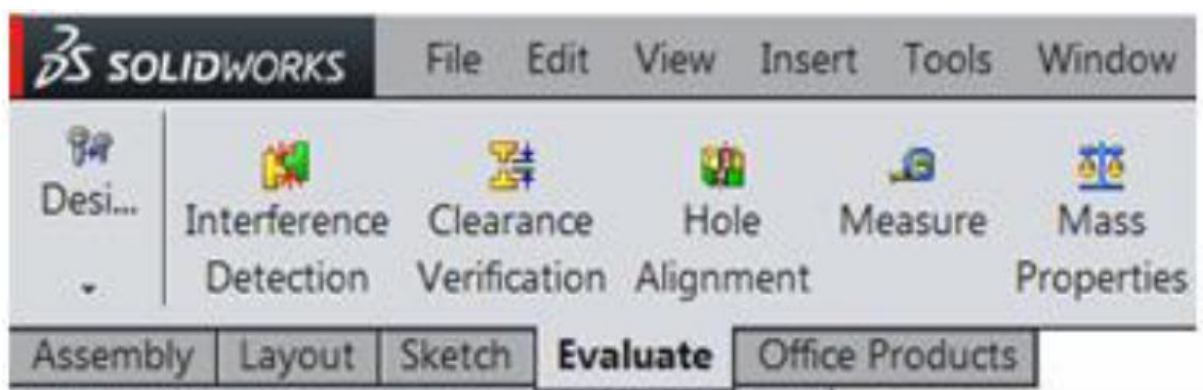 SOLIDWORKS File Edit View Insert Tools Window
Desi... Interference Clearance Hole Measure Mass
Detection Verification Alignment Properties
Assembly Layout Sketch Evaluate Office Products